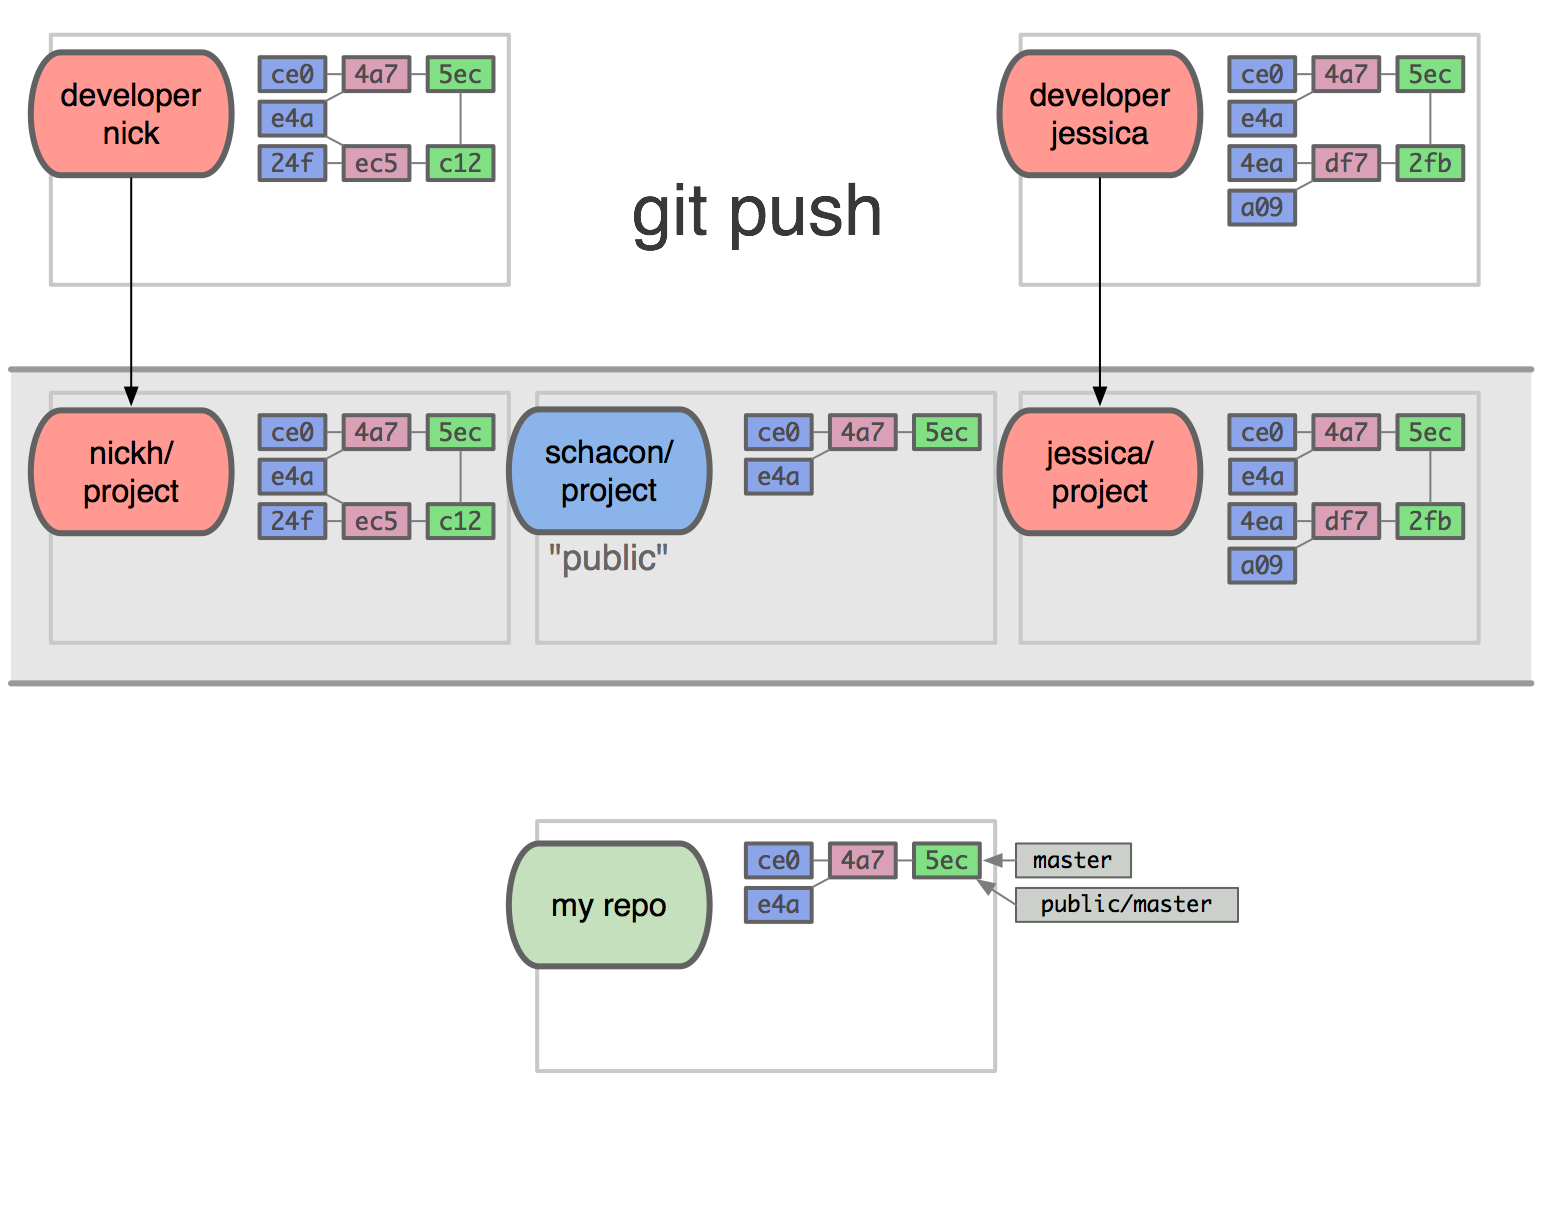 developer
nick
ce0 4a7 5ec
e4a
24f ec5 c12
git push
developer
jessica
ce0 4a7 5ec
e4a
4ea df7 2fb
a09
nickh/
project
ce0 4a7 5ec
e4a
24f ec5 c12
schacon/
project
"public"
ce0 4a7 5ec
e4a
jessica/
project
ce0 4a7 5ec
e4a
4ea df7 2fb
a09
my repo
ce0 4a7 5ec
e4a
master
public/master